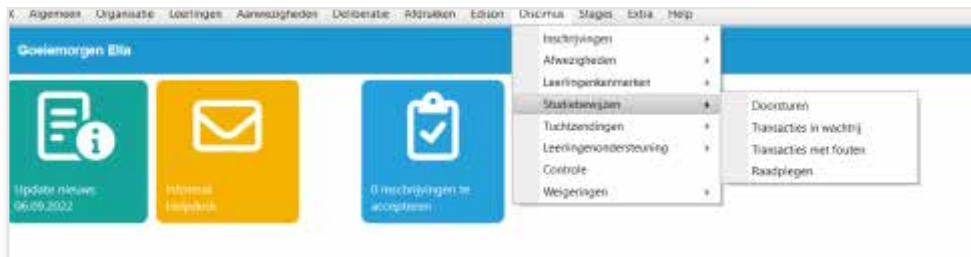 Algemeen Organisatie Leerlingen Aanwezigheden Deliberatie Afdrukken Edison Discimus Stages Extra Help
Goeiemorgen Ella
Update nieuws
06.09.2022
Informat
Helpdesk
0 inschrijvingen te
accepteren
Inschrijvingen
Afwezigheden
Leerlingenkenmerken
Studiebewijzen
Tuchtzendingen
Leerlingenondersteuning
Controle
Weigeringen
Doorsturen
Transacties in wachtrij
Transacties met fouten
Raadplegen